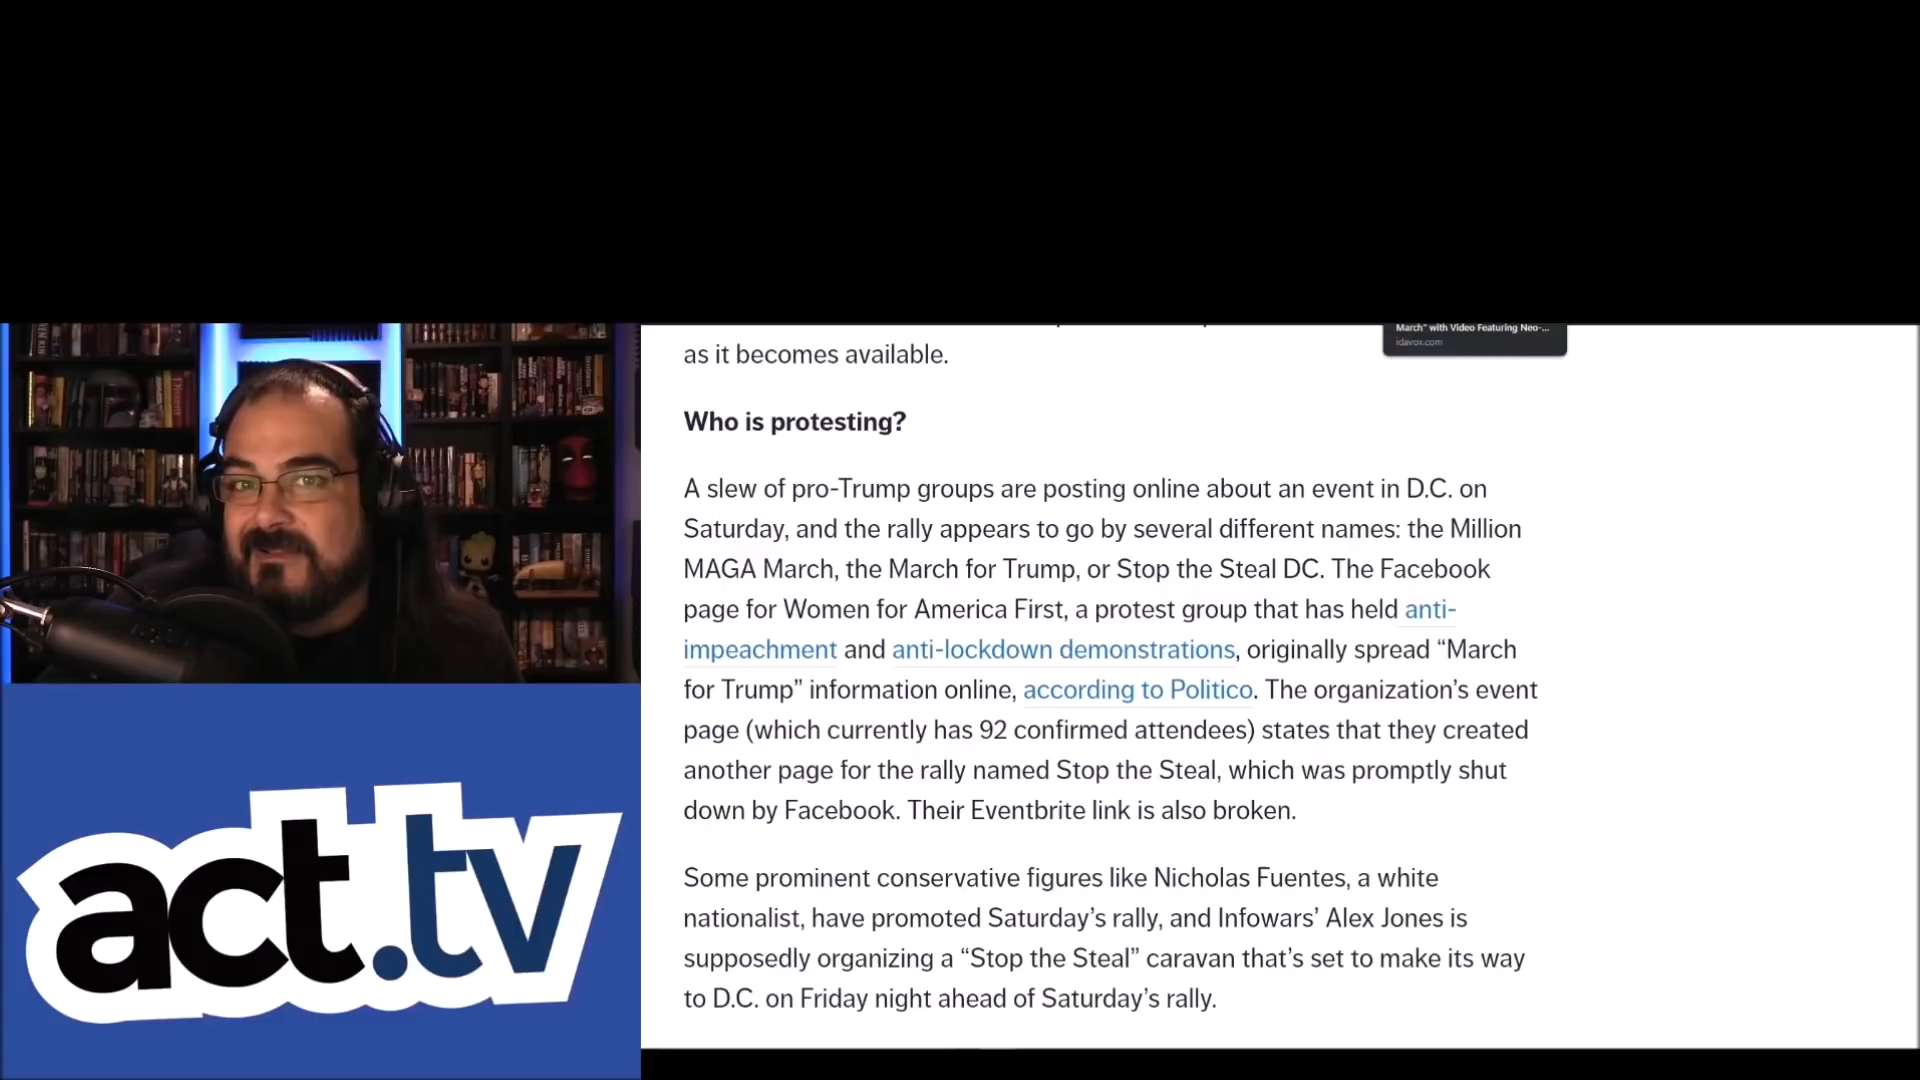 March" with Video Featuring Neo-...
idavox.com
as it becomes available.
Who is protesting?
A slew of pro-Trump groups are posting online about an event in D.C. on
Saturday, and the rally appears to go by several different names: the Million
MAGA March, the March for Trump, or Stop the Steal DC. The Facebook
page for Women for America First, a protest group that has held anti-
impeachment and anti-lockdown demonstrations, originally spread “March
for Trump” information online, according to Politico. The organization’s event
page (which currently has 92 confirmed attendees) states that they created
another page for the rally named Stop the Steal, which was promptly shut
down by Facebook. Their Eventbrite link is also broken.
Some prominent conservative figures like Nicholas Fuentes, a white
nationalist, have promoted Saturday’s rally, and Infowars’ Alex Jones is
supposedly organizing a “Stop the Steal” caravan that’s set to make its way
to D.C. on Friday night ahead of Saturday’s rally.
act.tv